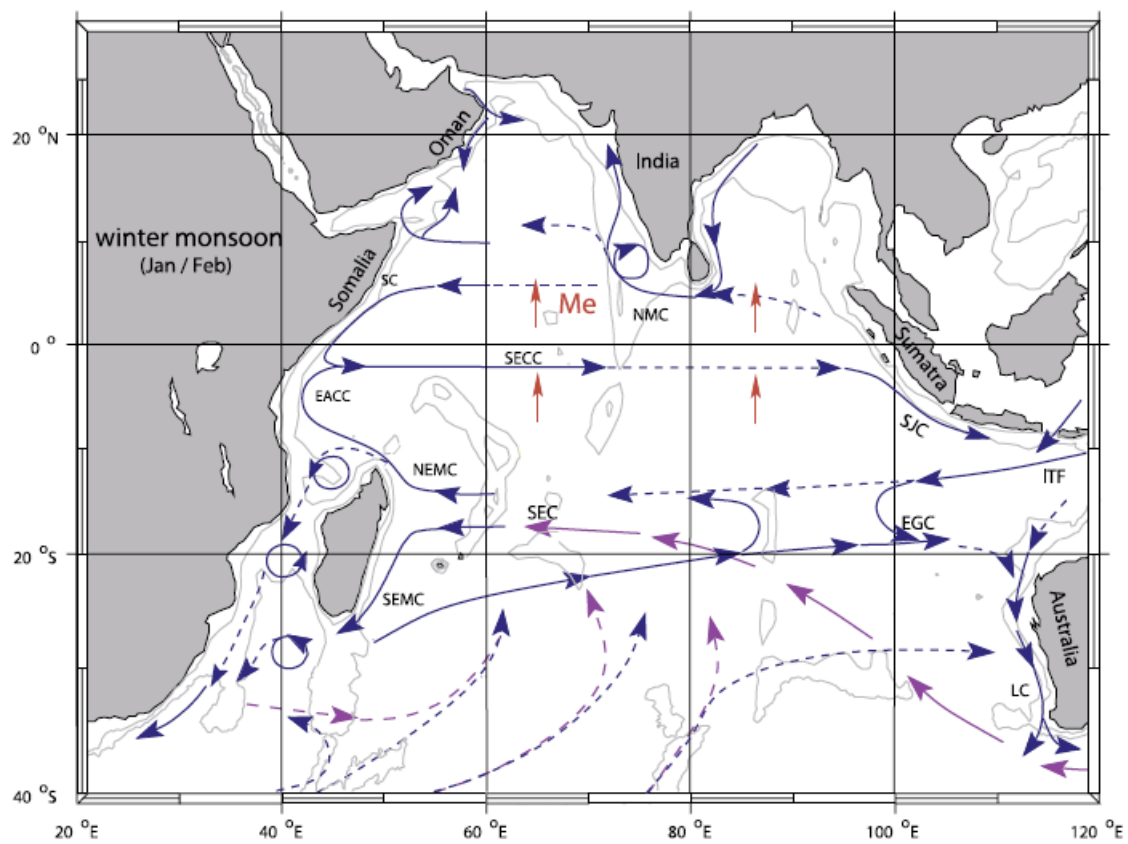 20 °N
0 °
20 °S
40 °S
20 °E
40 °E
60 °E
80 °E
100 °E
120 °E
winter monsoon
(Jan / Feb)
Oman
India
Somalia
SC
Me
NMC
SECC
Sumatra
EACC
SJC
NEMC
ITF
SEC
EGC
SEMC
Australia
LC